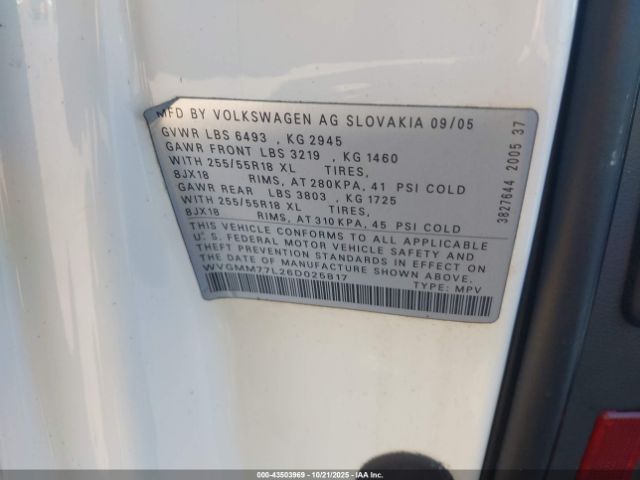 MFD BY VOLKSWAGEN AG SLOVAKIA 09/05
GVWR LBS 6493 , KG 2945
GAWR FRONT LBS 3219 , KG 1460
WITH 255/55R18 XL TIRES,
8JX18 RIMS, AT 280KPA, 41 PSI COLD
GAWR REAR LBS 3803 , KG 1725
WITH 255/55R18 XL TIRES,
8JX18 RIMS, AT 310 KPA, 45 PSI COLD
THIS VEHICLE CONFORMS TO ALL APPLICABLE
U.S. FEDERAL MOTOR VEHICLE SAFETY AND
THEFT PREVENTION STANDARDS IN EFFECT ON
THE DATE OF MANUFACTURE SHOWN ABOVE.
WVGMM77L26D025817 TYPE: MPV
3827644 2005 37
000-43503969 - 10/21/2025 - IAAI.COM